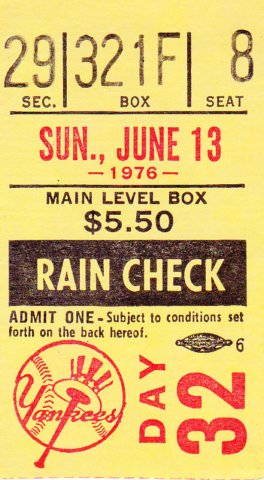 29 321F 8
SEC. BOX SEAT
SUN., JUNE 13
— 1976 —
MAIN LEVEL BOX
$5.50
RAIN CHECK
ADMIT ONE - Subject to conditions set
forth on the back hereof.
6
Yankees
DAY
32